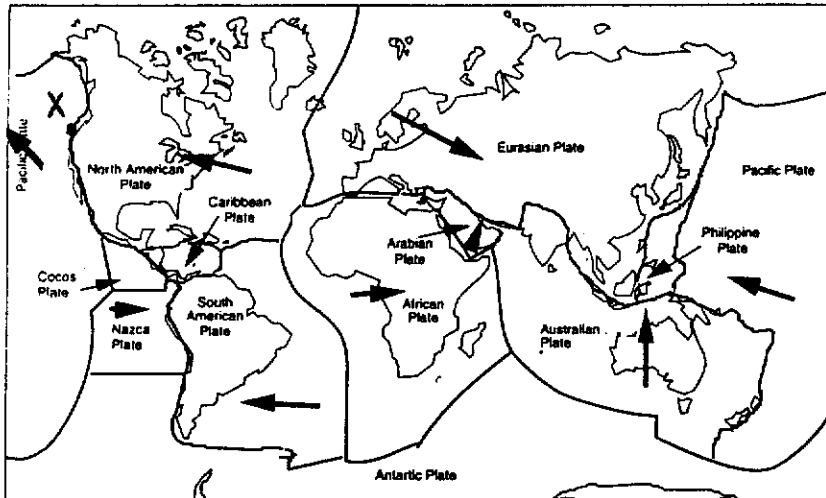 X
Pacific Plate
North American
Plate
Caribbean
Plate
Cocos
Plate
Nazca
Plate
South
American
Plate
Eurasian Plate
Arabian
Plate
African
Plate
Pacific Plate
Philippine
Plate
Australian
Plate
Antartic Plate